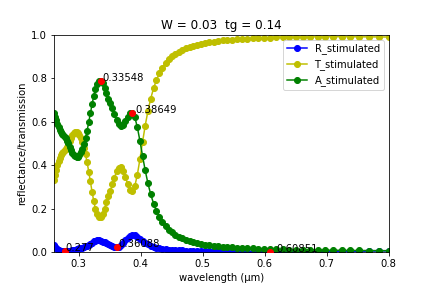 W = 0.03 tg = 0.14
reflectance/transmission
1.0
0.8
0.6
0.4
0.2
0.0
0.3
0.4
0.5
0.6
0.7
0.8
wavelength (μm)
R_stimulated
T_stimulated
A_stimulated
0.33548
0.38649
0.60851